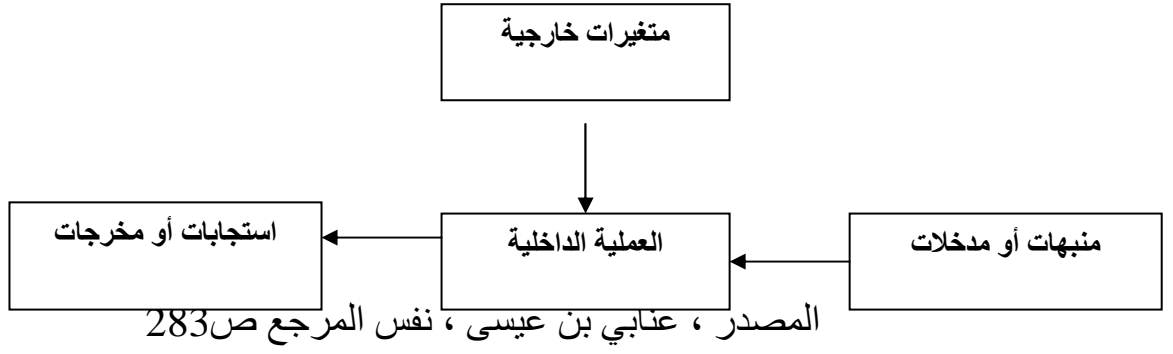 متغيرات خارجية
منبهات أو مدخلات
العملية الداخلية
استجابات أو مخرجات
المصدر ، عنابي بن عيسى ، نفس المرجع ص283